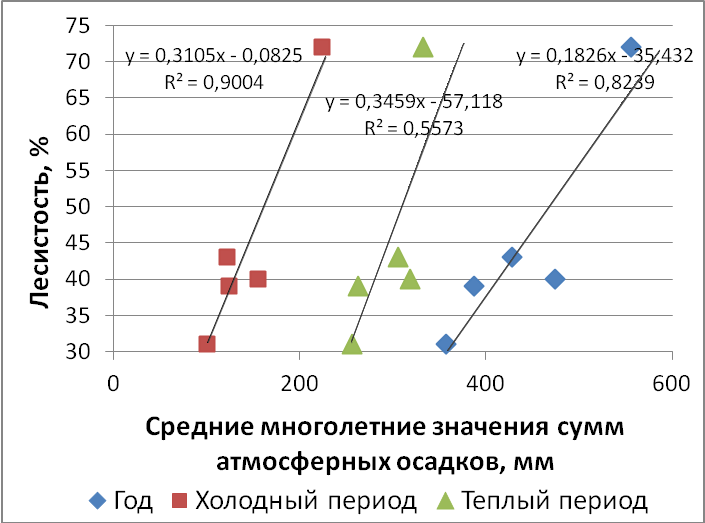 75
70
65
60
55
50
45
40
35
30
Лесистость, %
y = 0,3105x - 0,0825
R² = 0,9004
y = 0,3459x - 57,118
R² = 0,5573
y = 0,1826x - 35,432
R² = 0,8239
0 200 400 600
Средние многолетние значения сумм
атмосферных осадков, мм
Год Холодный период Теплый период